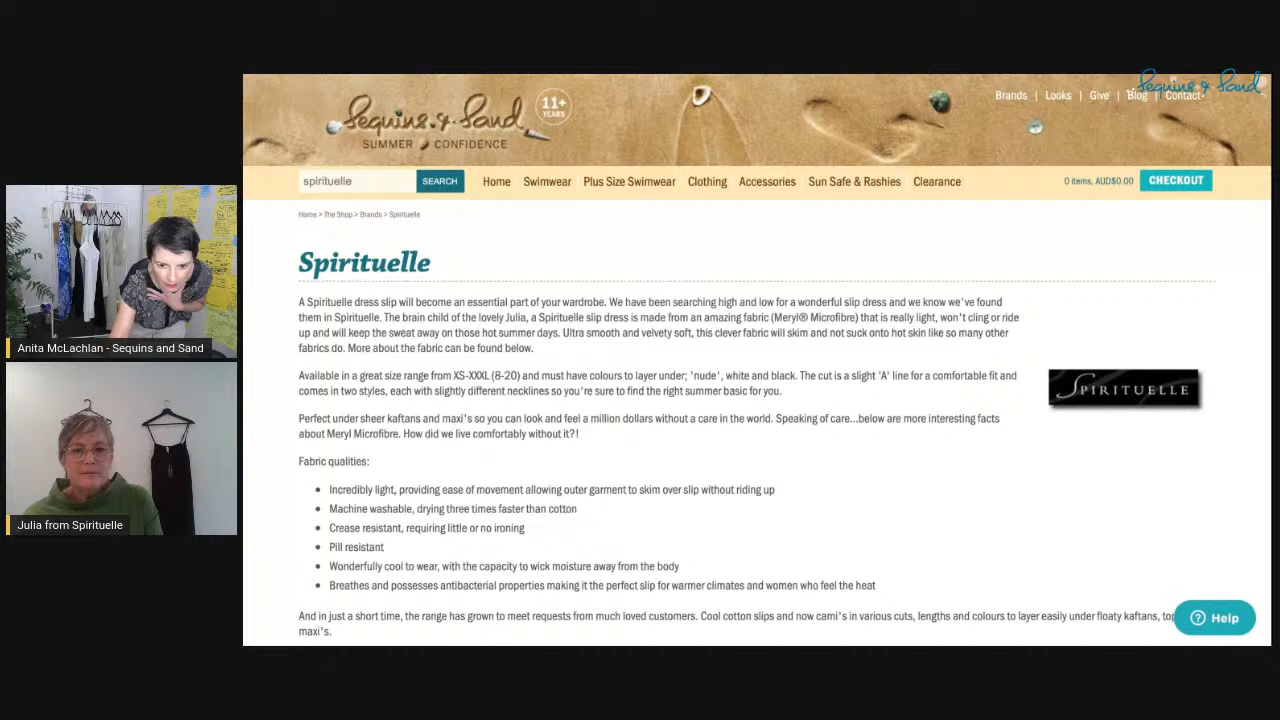 Sequins & Sand
11+
YEARS
SUMMER CONFIDENCE
Brands | Looks | Give | Blog | Contact
Sequins & Sand
spirituelle
SEARCH
Home Swimwear Plus Size Swimwear Clothing Accessories Sun Safe & Rashies Clearance
0 items, AUD$0.00 CHECKOUT
Home > The Shop > Brands > Spirituelle
Spirituelle
A Spirituelle dress slip will become an essential part of your wardrobe. We have been searching high and low for a wonderful slip dress and we know we've found
them in Spirituelle. The brain child of the lovely Julia, a Spirituelle slip dress is made from an amazing fabric (Meryl® Microfibre) that is really light, won't cling or ride
up and will keep the sweat away on those hot summer days. Ultra smooth and velvety soft, this clever fabric will skim and not suck onto hot skin like so many other
fabrics do. More about the fabric can be found below.
Available in a great size range from XS-XXXL (8-20) and must have colours to layer under; 'nude', white and black. The cut is a slight 'A' line for a comfortable fit and
comes in two styles, each with slightly different necklines so you're sure to find the right summer basic for you.
SPIRITUELLE
Perfect under sheer kaftans and maxi's so you can look and feel a million dollars without a care in the world. Speaking of care...below are more interesting facts
about Meryl Microfibre. How did we live comfortably without it?!
Fabric qualities:
• Incredibly light, providing ease of movement allowing outer garment to skim over slip without riding up
• Machine washable, drying three times faster than cotton
• Crease resistant, requiring little or no ironing
• Pill resistant
• Wonderfully cool to wear, with the capacity to wick moisture away from the body
• Breathes and possesses antibacterial properties making it the perfect slip for warmer climates and women who feel the heat
And in just a short time, the range has grown to meet requests from much loved customers. Cool cotton slips and now cami's in various cuts, lengths and colours to layer easily under floaty kaftans,
maxi's.
Help
Anita McLachlan - Sequins and Sand
Julia from Spirituelle